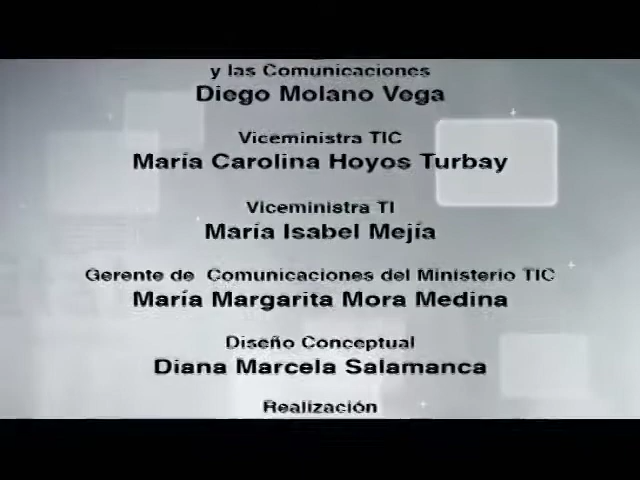 y las Comunicaciones
Diego Molano Vega
Viceministra TIC
María Carolina Hoyos Turbay
Viceministra TI
María Isabel Mejía
Gerente de Comunicaciones del Ministerio TIC
María Margarita Mora Medina
Diseño Conceptual
Diana Marcela Salamanca
Realización